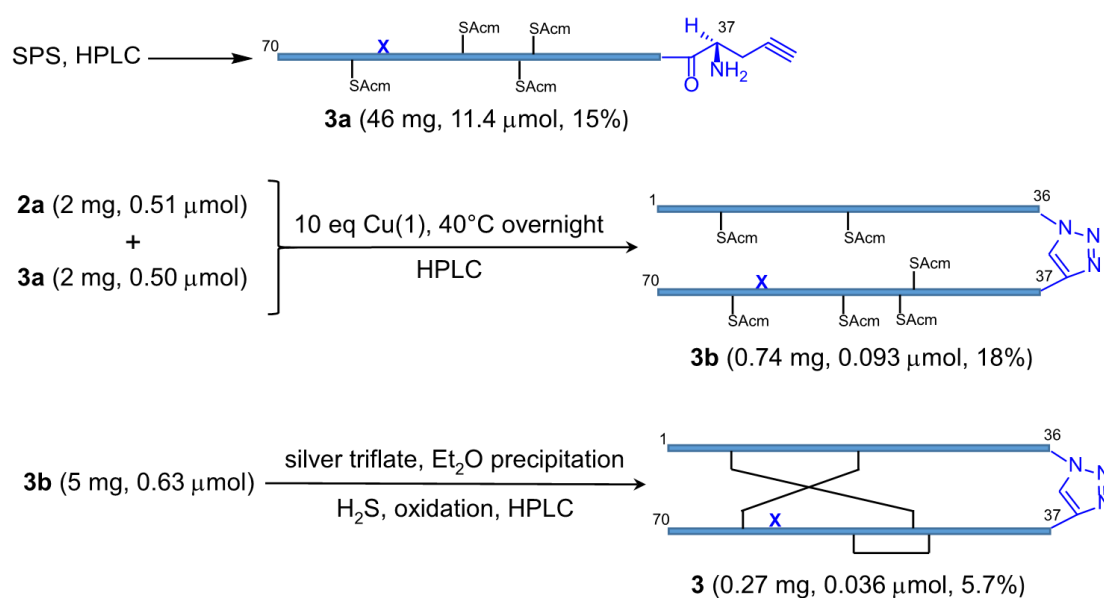 SPS, HPLC
70
X
SAcm
SAcm
SAcm
SAcm
H
37
NH2
O
3a (46 mg, 11.4 μmol, 15%)
2a (2 mg, 0.51 μmol)
+
3a (2 mg, 0.50 μmol)
10 eq Cu(1), 40°C overnight
HPLC
1
36
SAcm
SAcm
N
N
N
SAcm
70
X
37
SAcm
SAcm
SAcm
3b (0.74 mg, 0.093 μmol, 18%)
3b (5 mg, 0.63 μmol)
silver triflate, Et2O precipitation
H2S, oxidation, HPLC
1
36
N
N
N
70
X
37
3 (0.27 mg, 0.036 μmol, 5.7%)